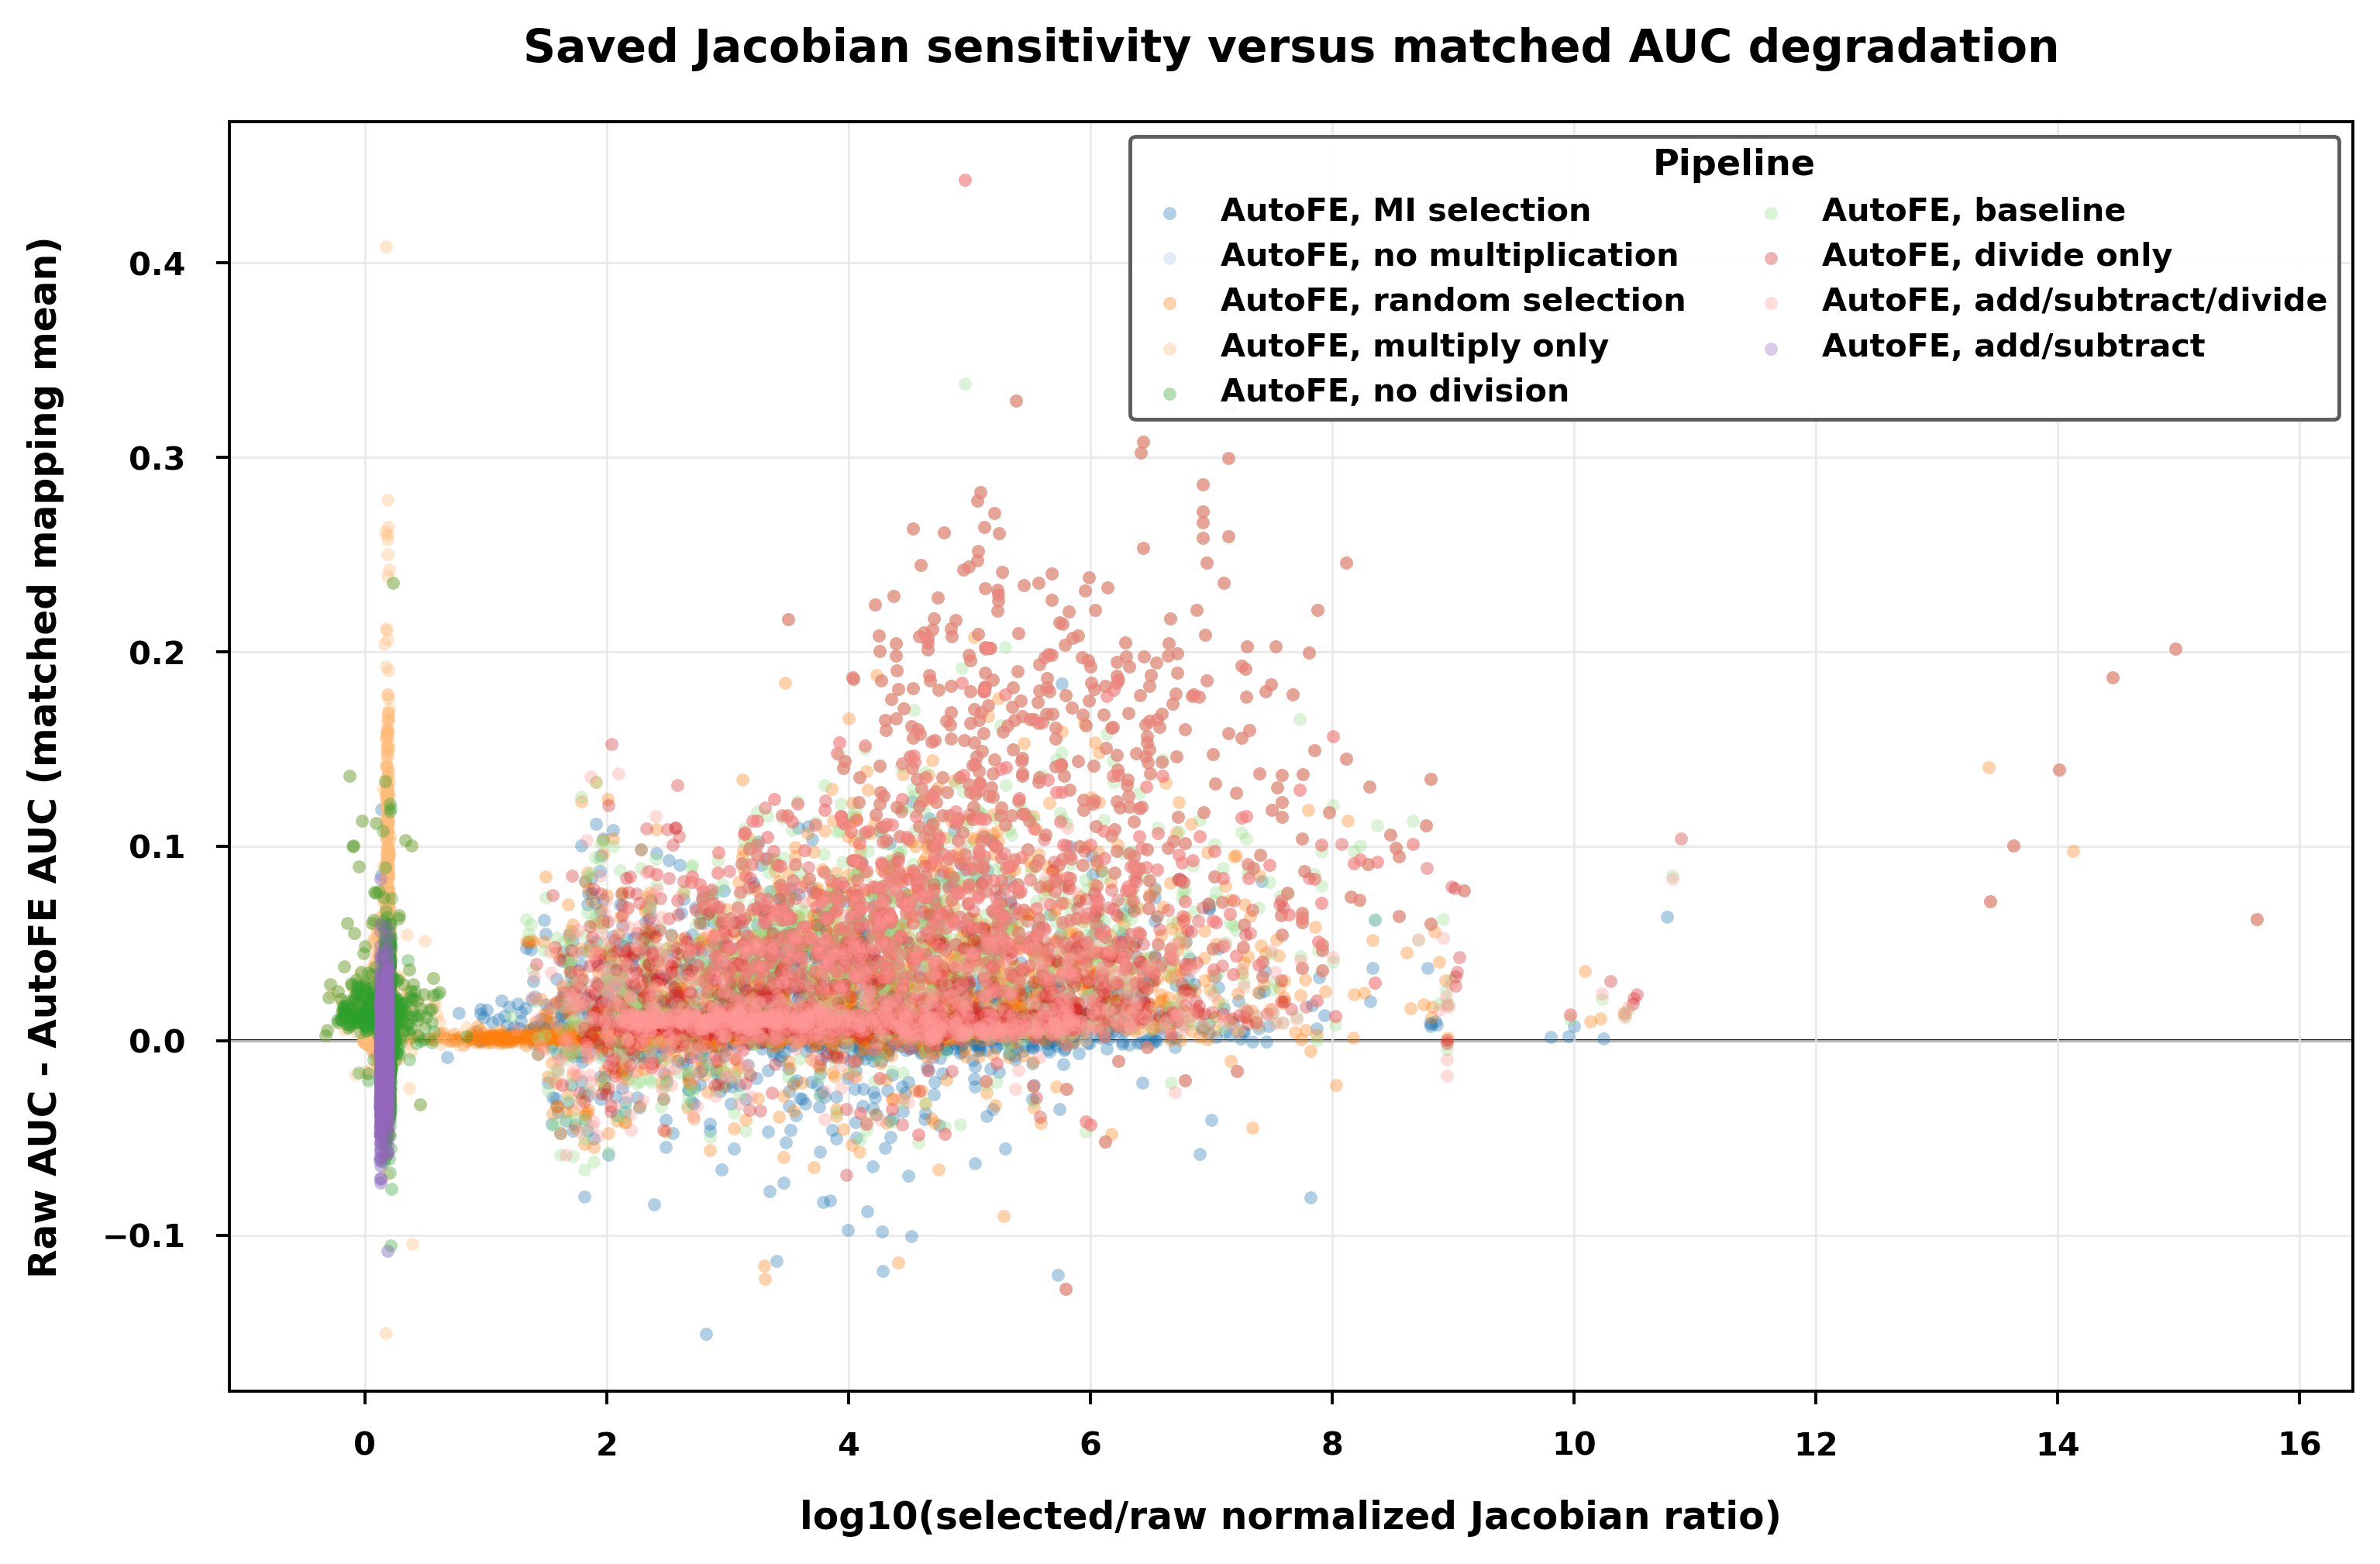 Saved Jacobian sensitivity versus matched AUC degradation
Pipeline
AutoFE, MI selection
AutoFE, no multiplication
AutoFE, random selection
AutoFE, multiply only
AutoFE, no division
AutoFE, baseline
AutoFE, divide only
AutoFE, add/subtract/divide
AutoFE, add/subtract
Raw AUC - AutoFE AUC (matched mapping mean)
0.4
0.3
0.2
0.1
0.0
−0.1
0 2 4 6 8 10 12 14 16
log10(selected/raw normalized Jacobian ratio)